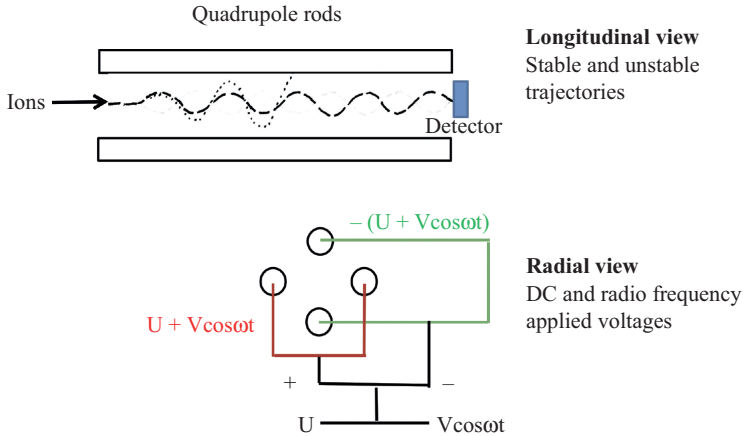 Quadrupole rods
Longitudinal view
Stable and unstable
trajectories
Ions
Detector
– (U + Vcosωt)
Radial view
DC and radio frequency
applied voltages
U + Vcosωt
+ –
U Vcosωt